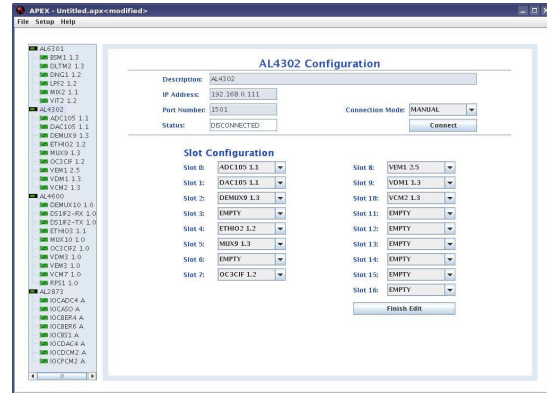 APEX - Untitled.apx<modified>
File Setup Help
AL6301
BSM1 1.3
DLTM2 1.3
DNG1 1.2
LPF2 1.2
MIX2 1.1
VIT2 1.2
AL4302
ADC105 1.1
DAC105 1.1
DEMUX9 1.3
ETHIO2 1.2
MUX9 1.3
OC3CIF 1.2
VEM1 2.5
VDM1 1.3
VCM2 1.3
AL4600
DEMUX10 1.0
DS1IF2-RX 1.0
DS1IF2-TX 1.0
ETHIO3 1.1
MUX10 1.0
OC3CIF2 1.0
VDM3 1.0
VEM3 1.0
VCM7 1.0
RPS1 1.0
AL2873
IOCADC4 A
IOCASO A
IOCBER4 A
IOCBER6 A
IOCBS1 A
IOCDAC4 A
IOCDCM2 A
IOCPCM2 A
AL4302 Configuration
Description: AL4302
IP Address: 192.168.0.111
Port Number: 1501 Connection Mode: MANUAL
Status: DISCONNECTED Connect
Slot Configuration
Slot 0: ADC105 1.1 Slot 8: VEM1 2.5
Slot 1: DAC105 1.1 Slot 9: VDM1 1.3
Slot 2: DEMUX9 1.3 Slot 10: VCM2 1.3
Slot 3: EMPTY Slot 11: EMPTY
Slot 4: ETHIO2 1.2 Slot 12: EMPTY
Slot 5: MUX9 1.3 Slot 13: EMPTY
Slot 6: EMPTY Slot 14: EMPTY
Slot 7: OC3CIF 1.2 Slot 15: EMPTY
Slot 16: EMPTY
Finish Edit